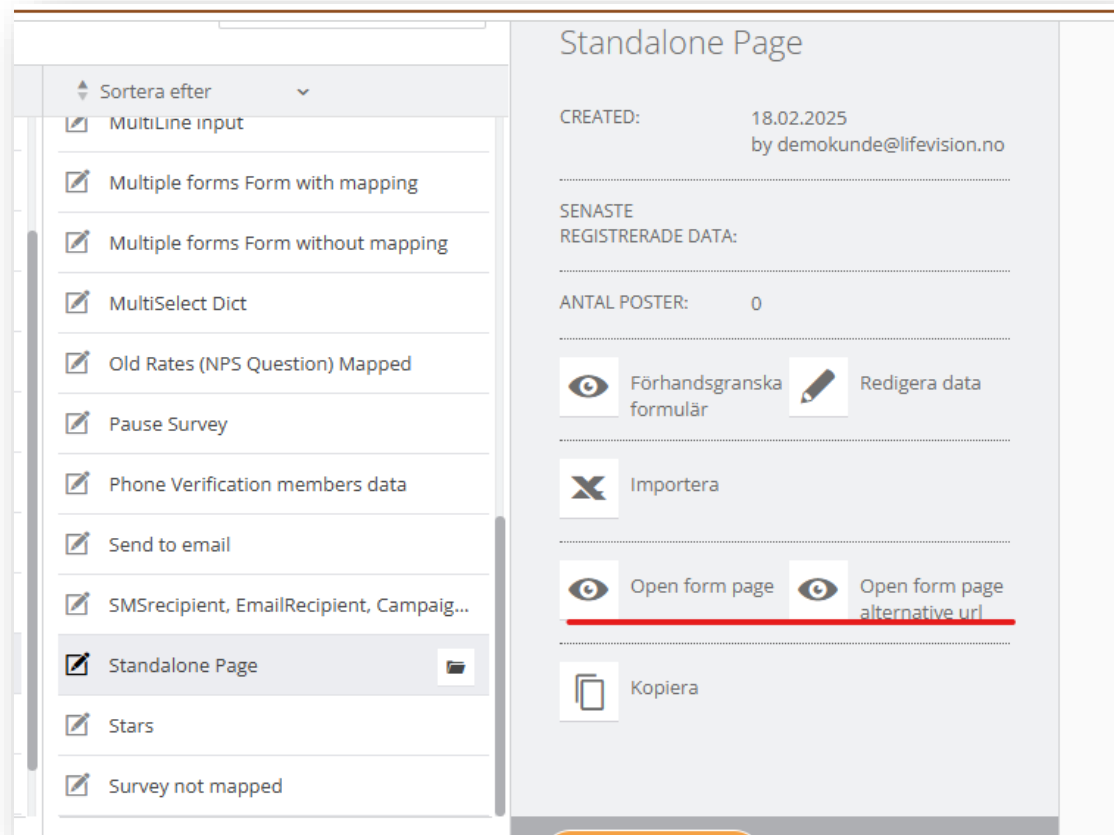 Sortera efter
MultiLine input
Multiple forms Form with mapping
Multiple forms Form without mapping
MultiSelect Dict
Old Rates (NPS Question) Mapped
Pause Survey
Phone Verification members data
Send to email
SMSrecipient, EmailRecipient, Campaig...
Standalone Page
Stars
Survey not mapped
Standalone Page
CREATED:
18.02.2025
by demokunde@lifevision.no
SENASTE
REGISTRERADE DATA:
ANTAL POSTER:
0
Förhandsgranska
formulär
Redigera data
Importera
Open form page
Open form page
alternative url
Kopiera